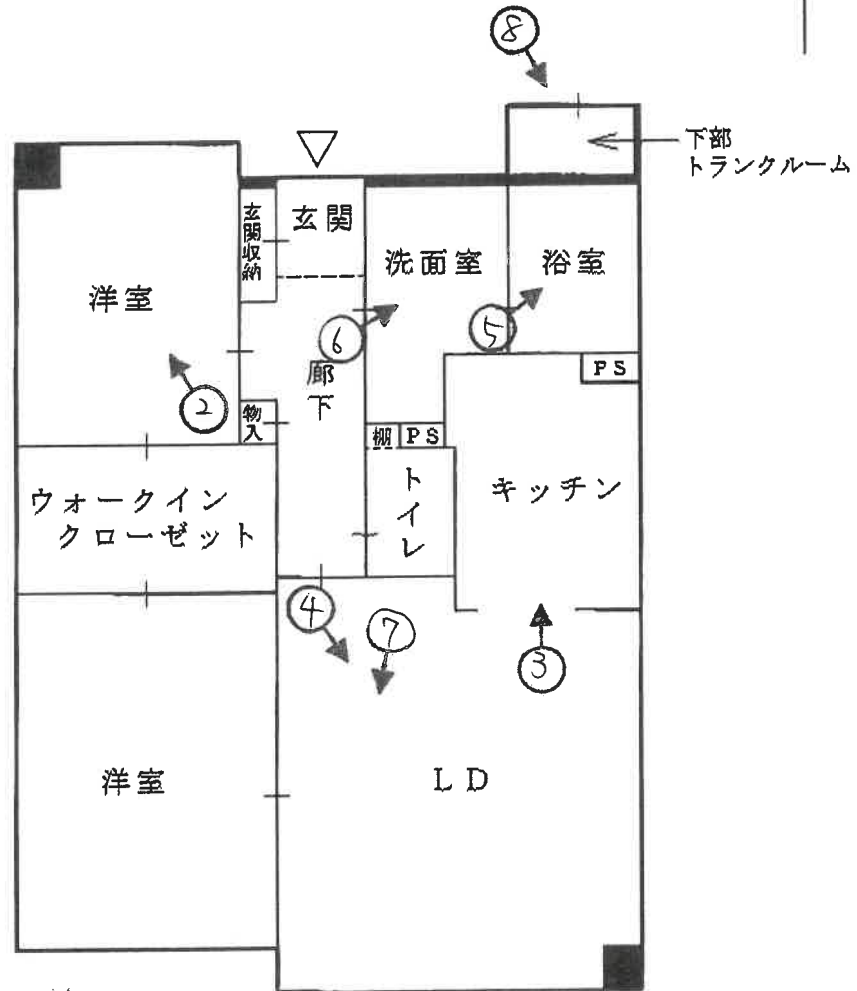 ⑧
下部
トランクルーム
玄関収納
玄関
洗面室
浴室
洋室
⑥
⑤
廊下
PS
②
物入
棚
PS
ウォークイン
クローゼット
トイレ
キッチン
④
⑦
③
洋室
LD